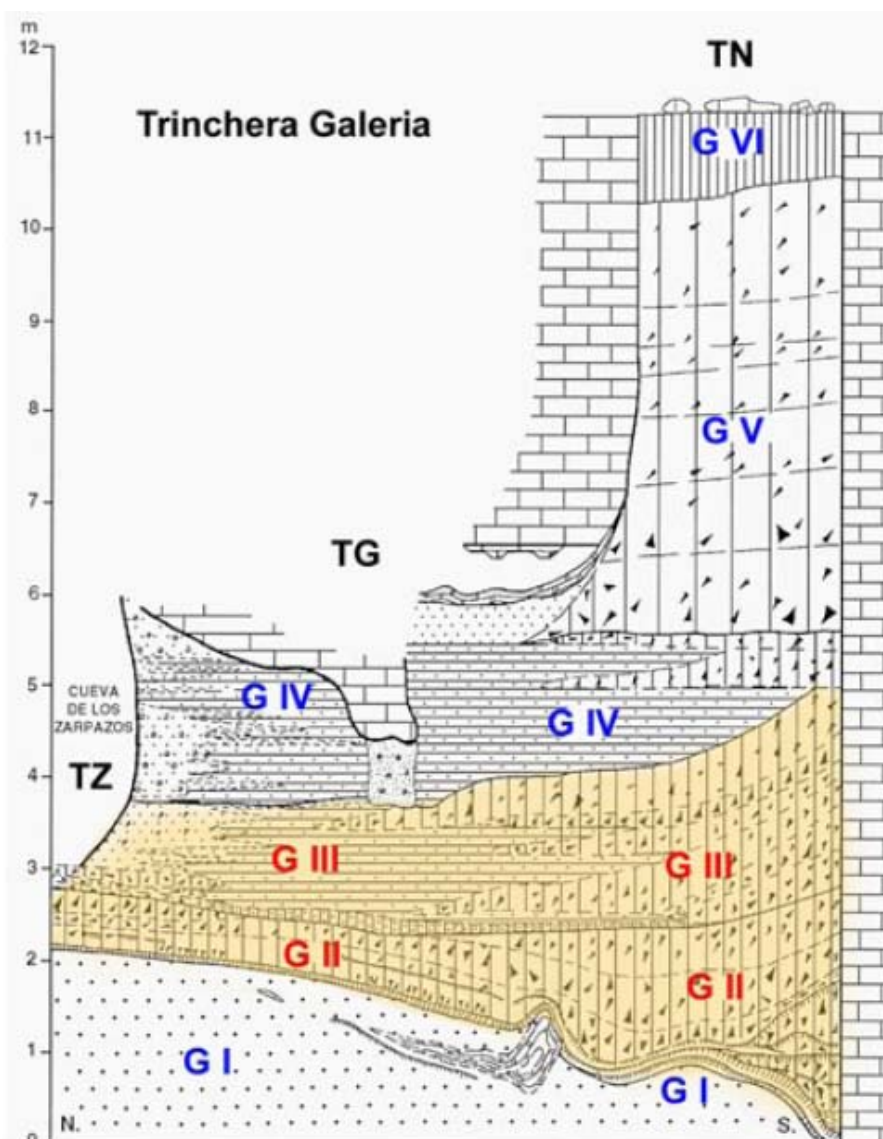 m
12
TN
Trinchera Galeria
11
G VI
10
9
8
G V
7
TG
6
5
CUEVA
DE LOS
ZARPAZOS
G IV
G IV
4
TZ
3
G III
G III
2
G II
G II
1
G I
G I
0
N.
S.